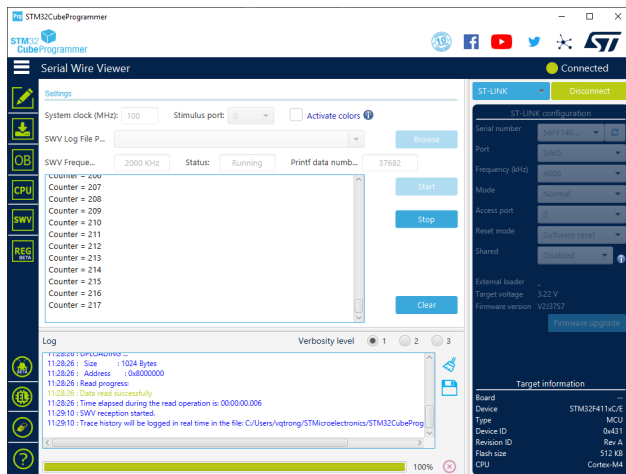 STM32CubeProgrammer
STM32
CubeProgrammer
Serial Wire Viewer
Connected
Settings
System clock (MHz): 100 Stimulus port: 0 Activate colors
SWV Log File P... Browse
SWV Freque... 2000 KHz Status: Running Printf data numb... 37682
Counter = 206
Counter = 207
Counter = 208
Counter = 209
Counter = 210
Counter = 211
Counter = 212
Counter = 213
Counter = 214
Counter = 215
Counter = 216
Counter = 217
Start
Stop
Clear
OB
CPU
SWV
REG
BETA
Log
Verbosity level 1 2 3
11:28:26 : UPLOADING ...
11:28:26 : Size : 1024 Bytes
11:28:26 : Address : 0x8000000
11:28:26 : Read progress:
11:28:26 : Data read successfully
11:28:26 : Time elapsed during the read operation is: 00:00:00.006
11:29:10 : SWV reception started.
11:29:10 : Trace history will be logged in real time in the file: C:/Users/vqtrong/STMicroelectronics/STM32CubeProg
100%
ST-LINK Disconnect
ST-LINK configuration
Serial number 56FF740...
Port SWD
Frequency (kHz) 4000
Mode Normal
Access port 0
Reset mode Software reset
Shared Disabled
External loader _
Target voltage 3.22 V
Firmware version V2J37S7
Firmware upgrade
Target information
Board --
Device STM32F411xC/E
Type MCU
Device ID 0x431
Revision ID Rev A
Flash size 512 KB
CPU Cortex-M4